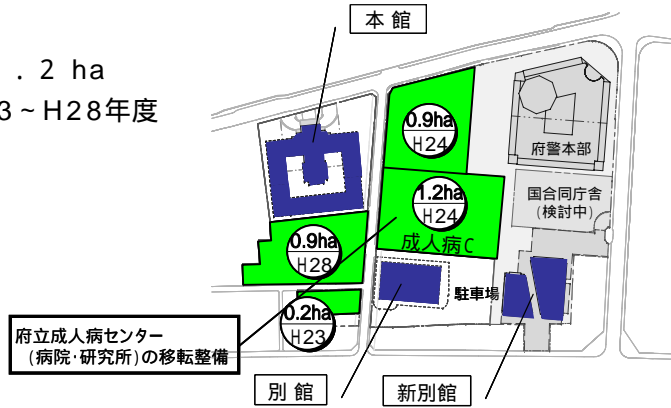 本 館
．2 ha
3～H28年度
0.9ha
H24
府警本部
1.2ha
H24
国合同庁舎
(検討中)
成人病C
0.9ha
H28
駐車場
0.2ha
H23
府立成人病センター
(病院・研究所)の移転整備
別 館
新別館